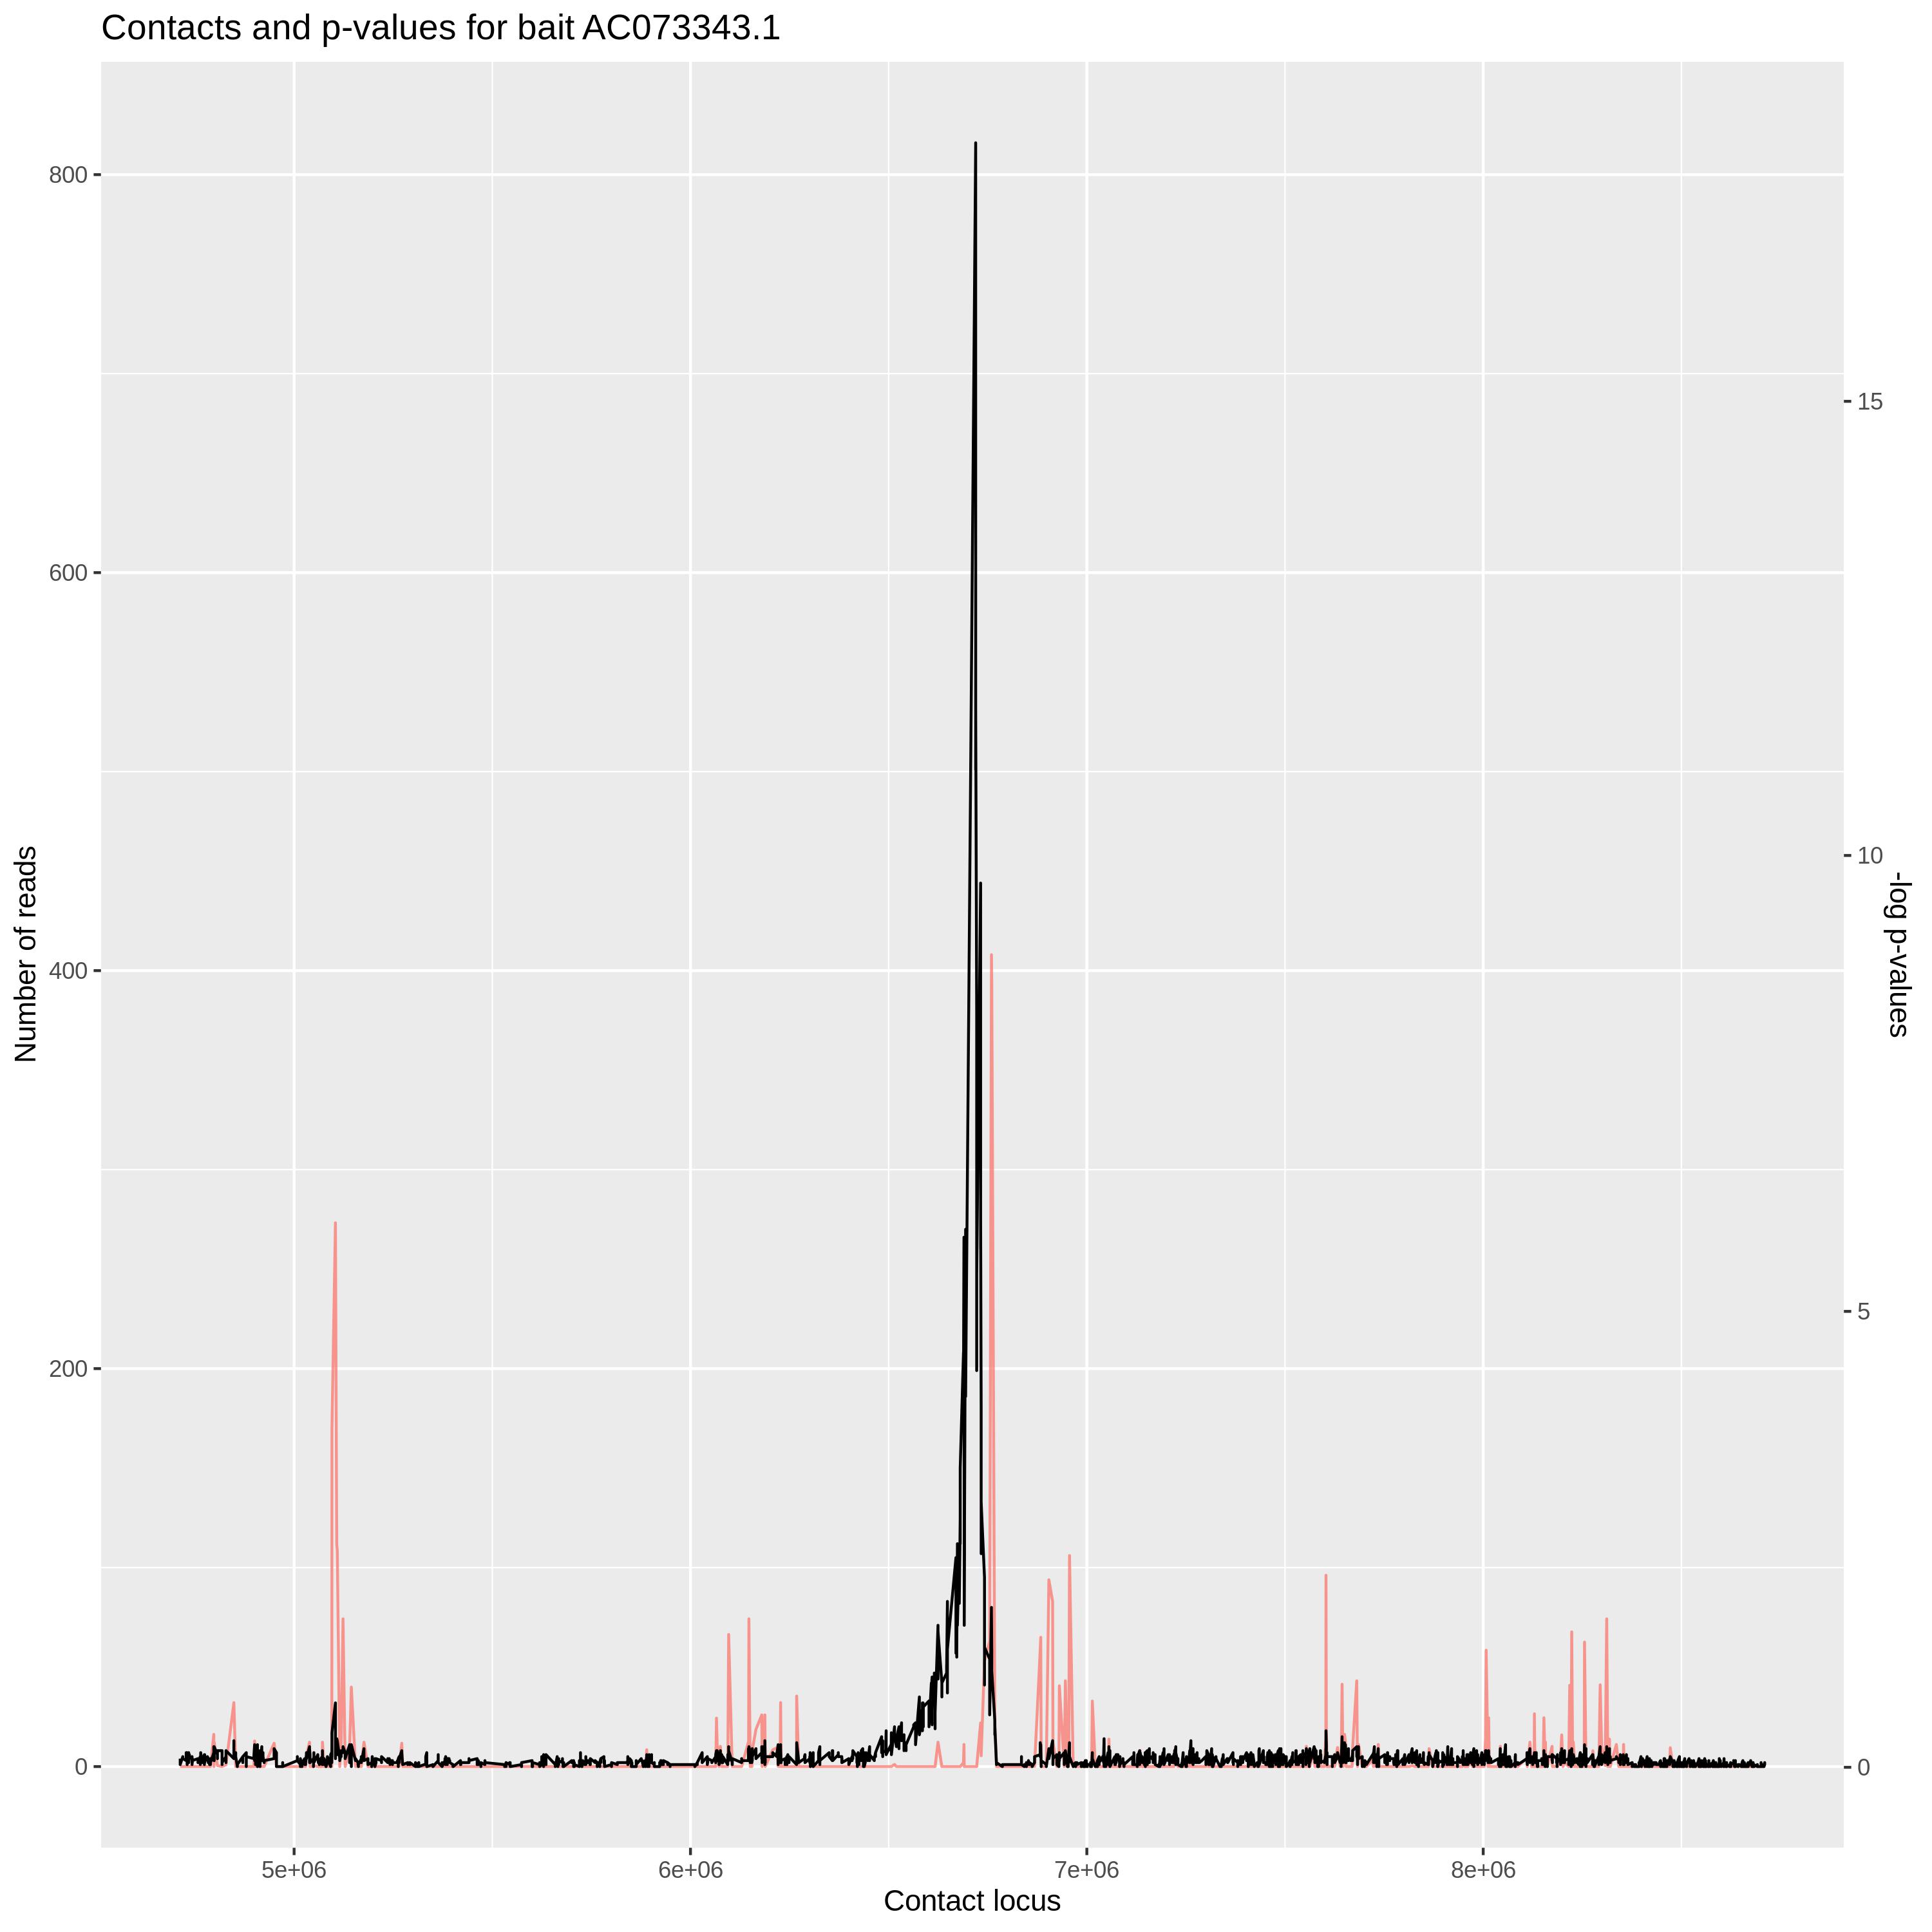 Contacts and p-values for bait AC073343.1
800
600
400
200
0
15
10
5
0
Number of reads
-log p-values
5e+06
6e+06
7e+06
8e+06
Contact locus